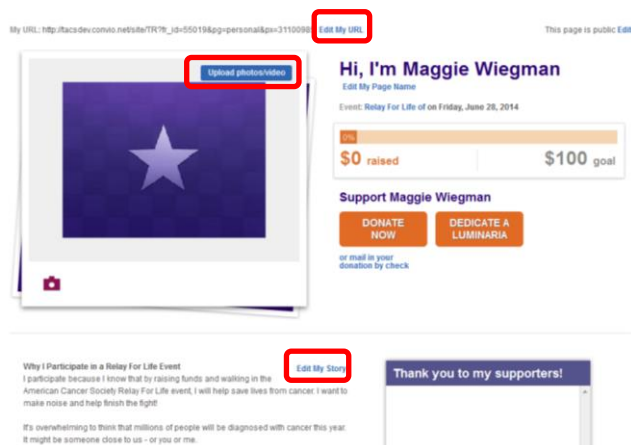 My URL: http://tacsdev.convio.net/site/TR?fr_id=55019&pg=personal&px=3110098 Edit My URL
This page is public Edit
Upload photos/video
Hi, I'm Maggie Wiegman
Edit My Page Name
Event: Relay For Life of on Friday, June 28, 2014
0%
$0 raised
$100 goal
Support Maggie Wiegman
DONATE
NOW
DEDICATE A
LUMINARIA
or mail in your
donation by check
Why I Participate in a Relay For Life Event
Edit My Story
I participate because I know that by raising funds and walking in the
American Cancer Society Relay For Life event, I will help save lives from cancer. I want to
make noise and help finish the fight!
It's overwhelming to think that millions of people will be diagnosed with cancer this year.
It might be someone close to us - or you or me.
Thank you to my supporters!